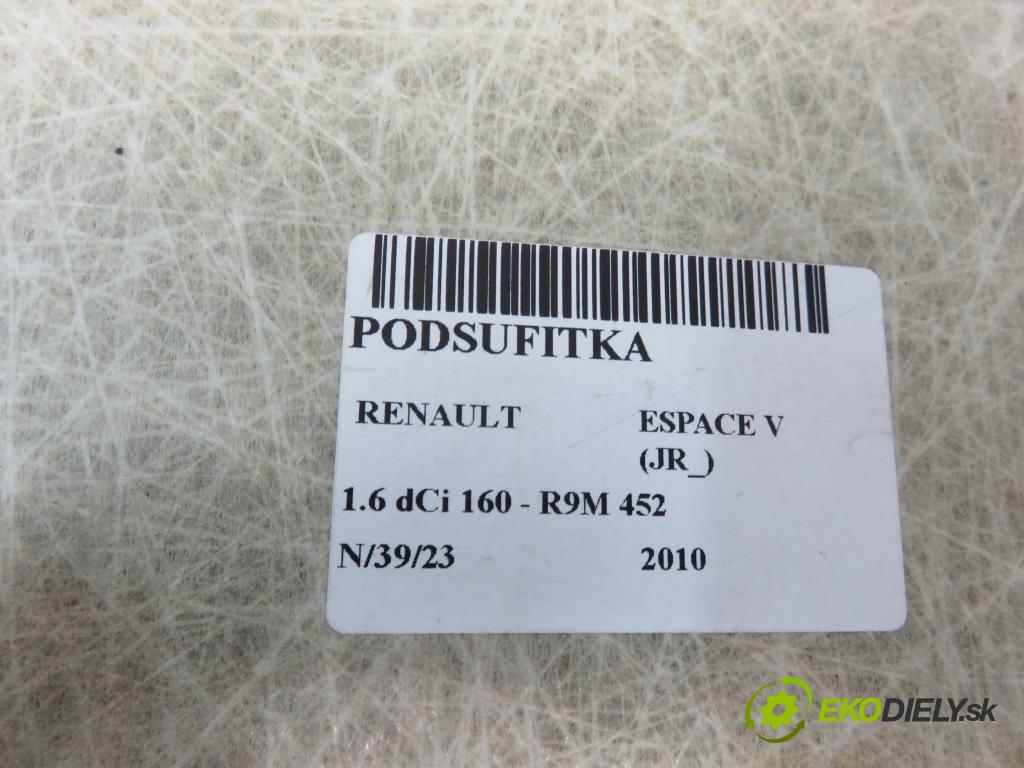 PODSUFITKA
RENAULT ESPACE V
(JR_)
1.6 dCi 160 - R9M 452
N/39/23 2010
EKODIELY.sk